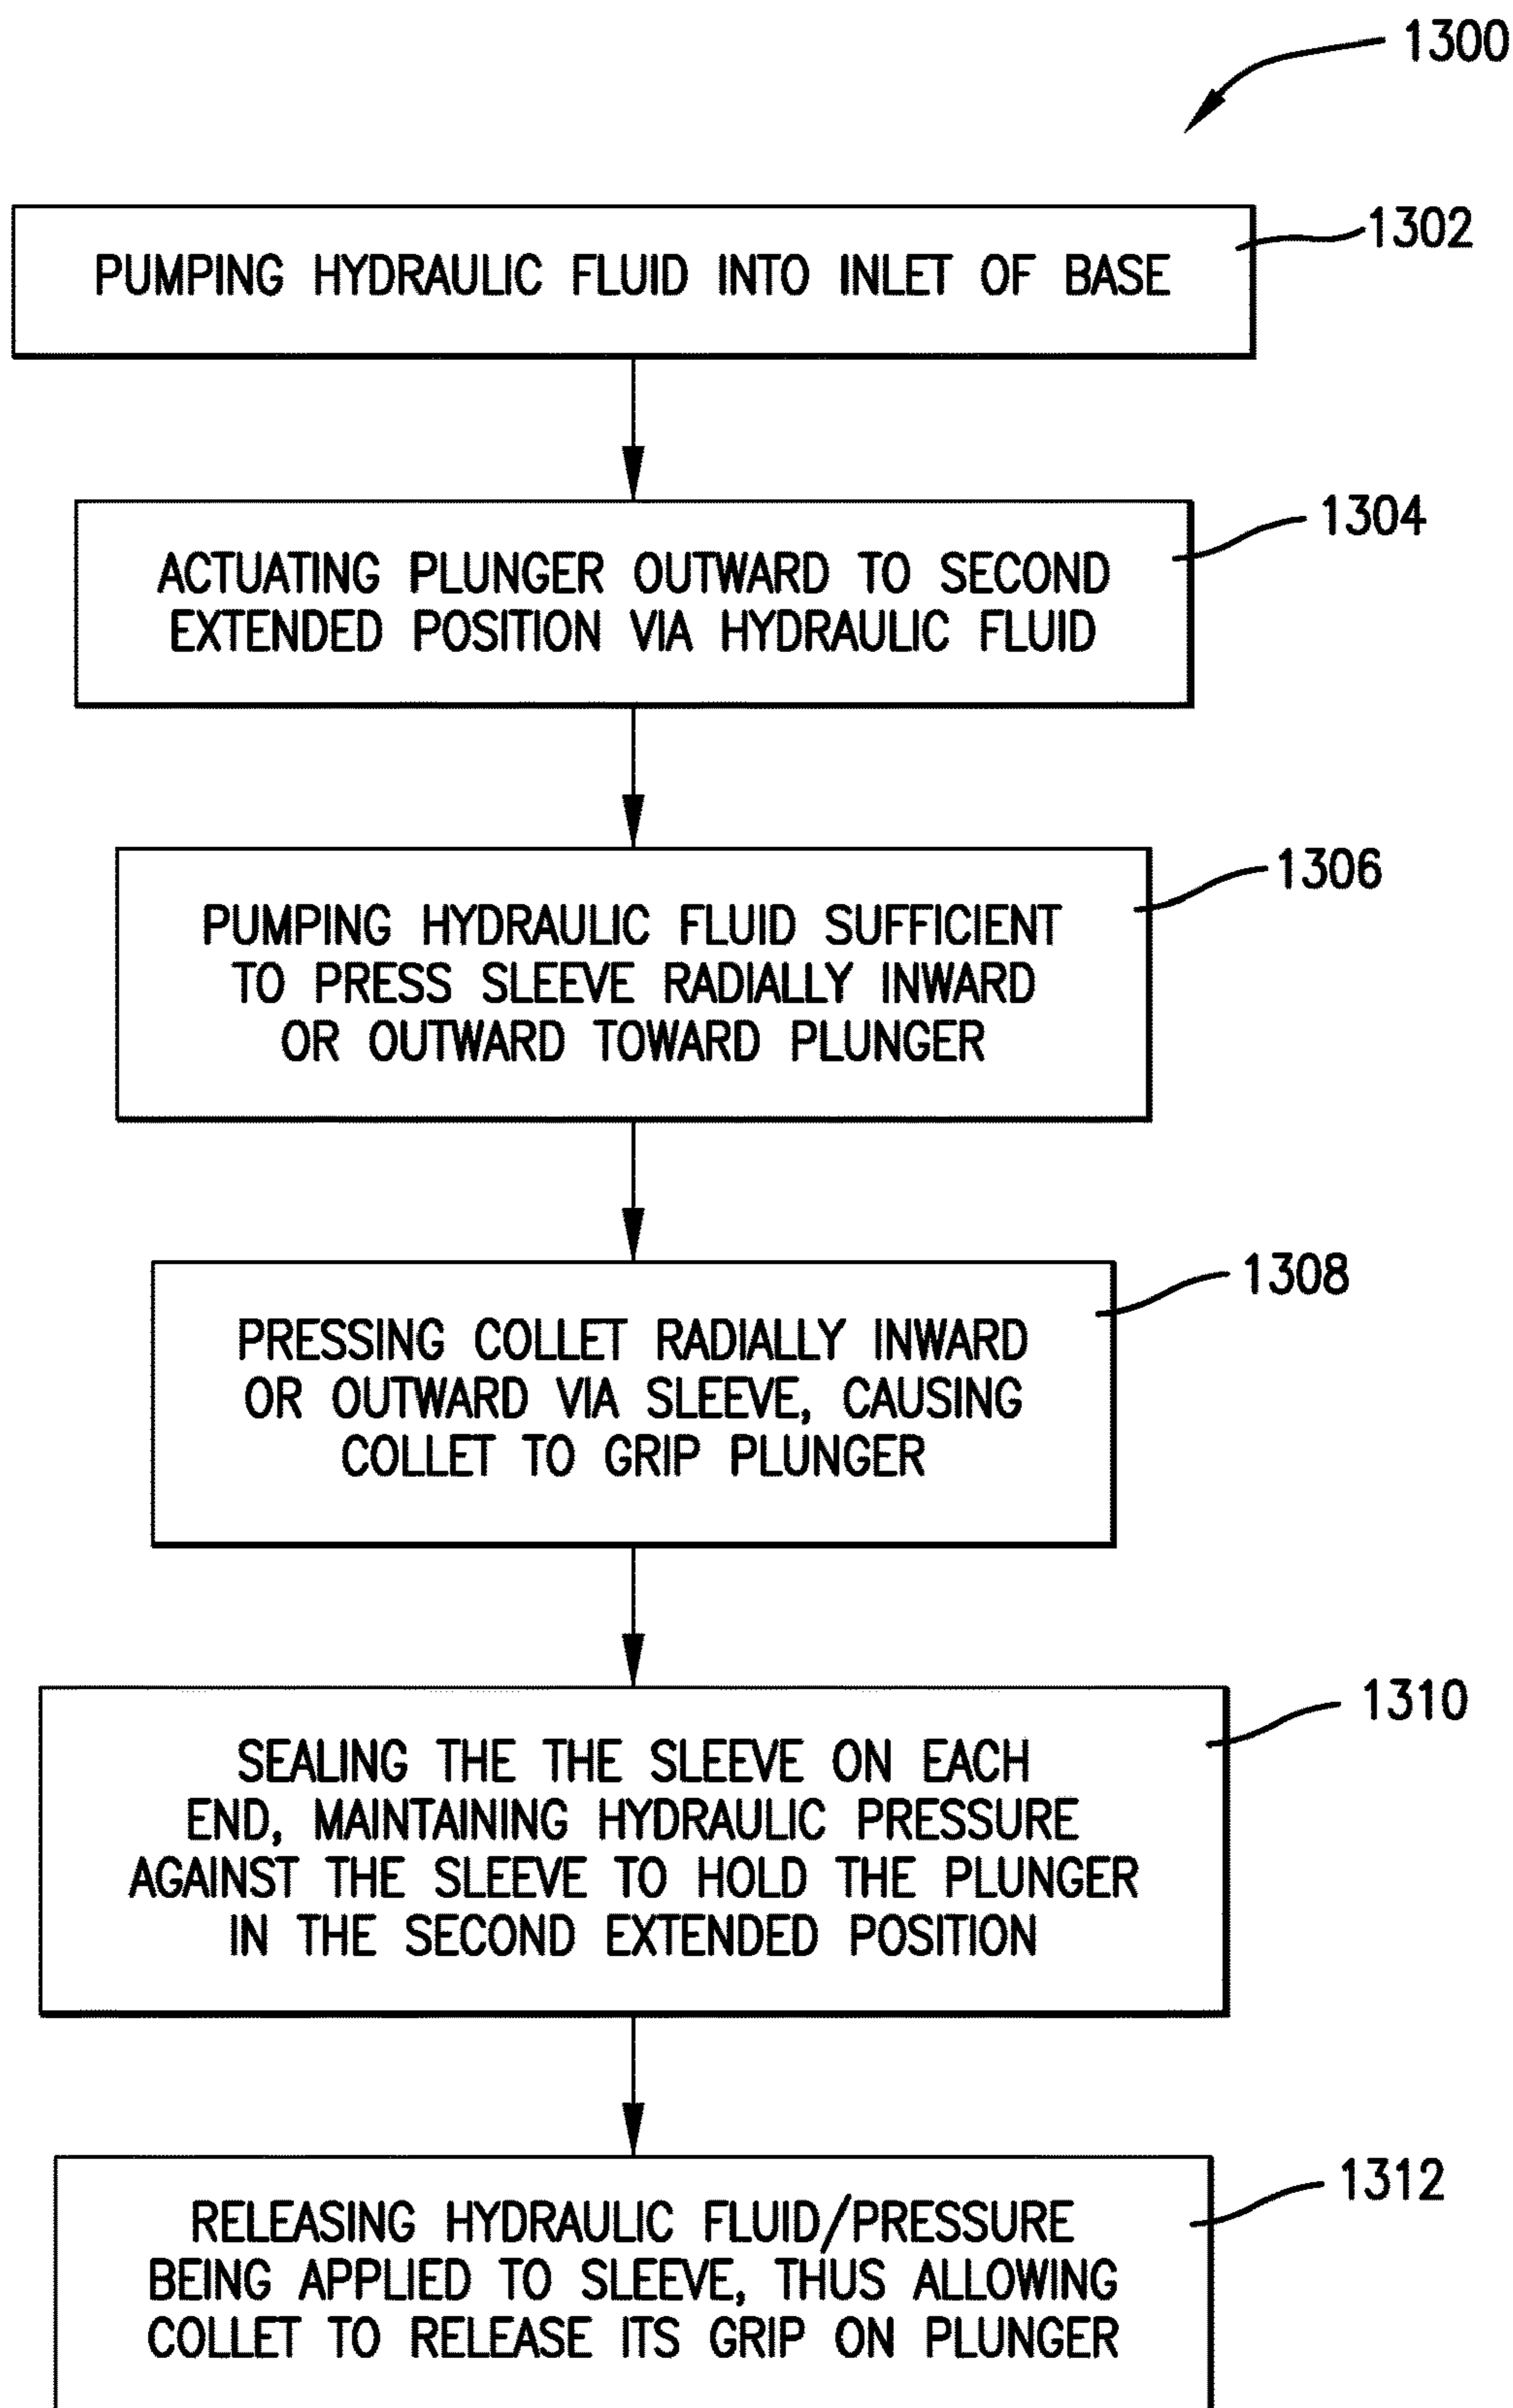 1300
1302
PUMPING HYDRAULIC FLUID INTO INLET OF BASE
1304
ACTUATING PLUNGER OUTWARD TO SECOND
EXTENDED POSITION VIA HYDRAULIC FLUID
1306
PUMPING HYDRAULIC FLUID SUFFICIENT
TO PRESS SLEEVE RADIALLY INWARD
OR OUTWARD TOWARD PLUNGER
1308
PRESSING COLLET RADIALLY INWARD
OR OUTWARD VIA SLEEVE, CAUSING
COLLET TO GRIP PLUNGER
1310
SEALING THE THE SLEEVE ON EACH
END, MAINTAINING HYDRAULIC PRESSURE
AGAINST THE SLEEVE TO HOLD THE PLUNGER
IN THE SECOND EXTENDED POSITION
1312
RELEASING HYDRAULIC FLUID/PRESSURE
BEING APPLIED TO SLEEVE, THUS ALLOWING
COLLET TO RELEASE ITS GRIP ON PLUNGER